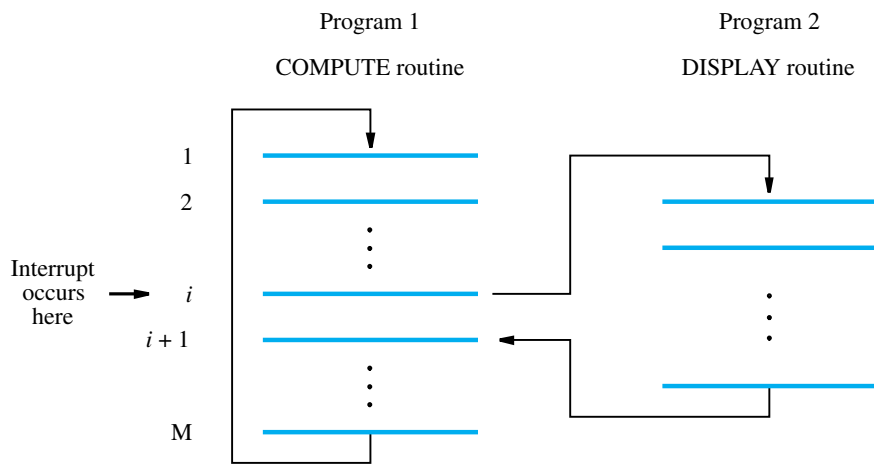 Program 1
COMPUTE routine
Program 2
DISPLAY routine
1
2
Interrupt
occurs
here
i
i + 1
M